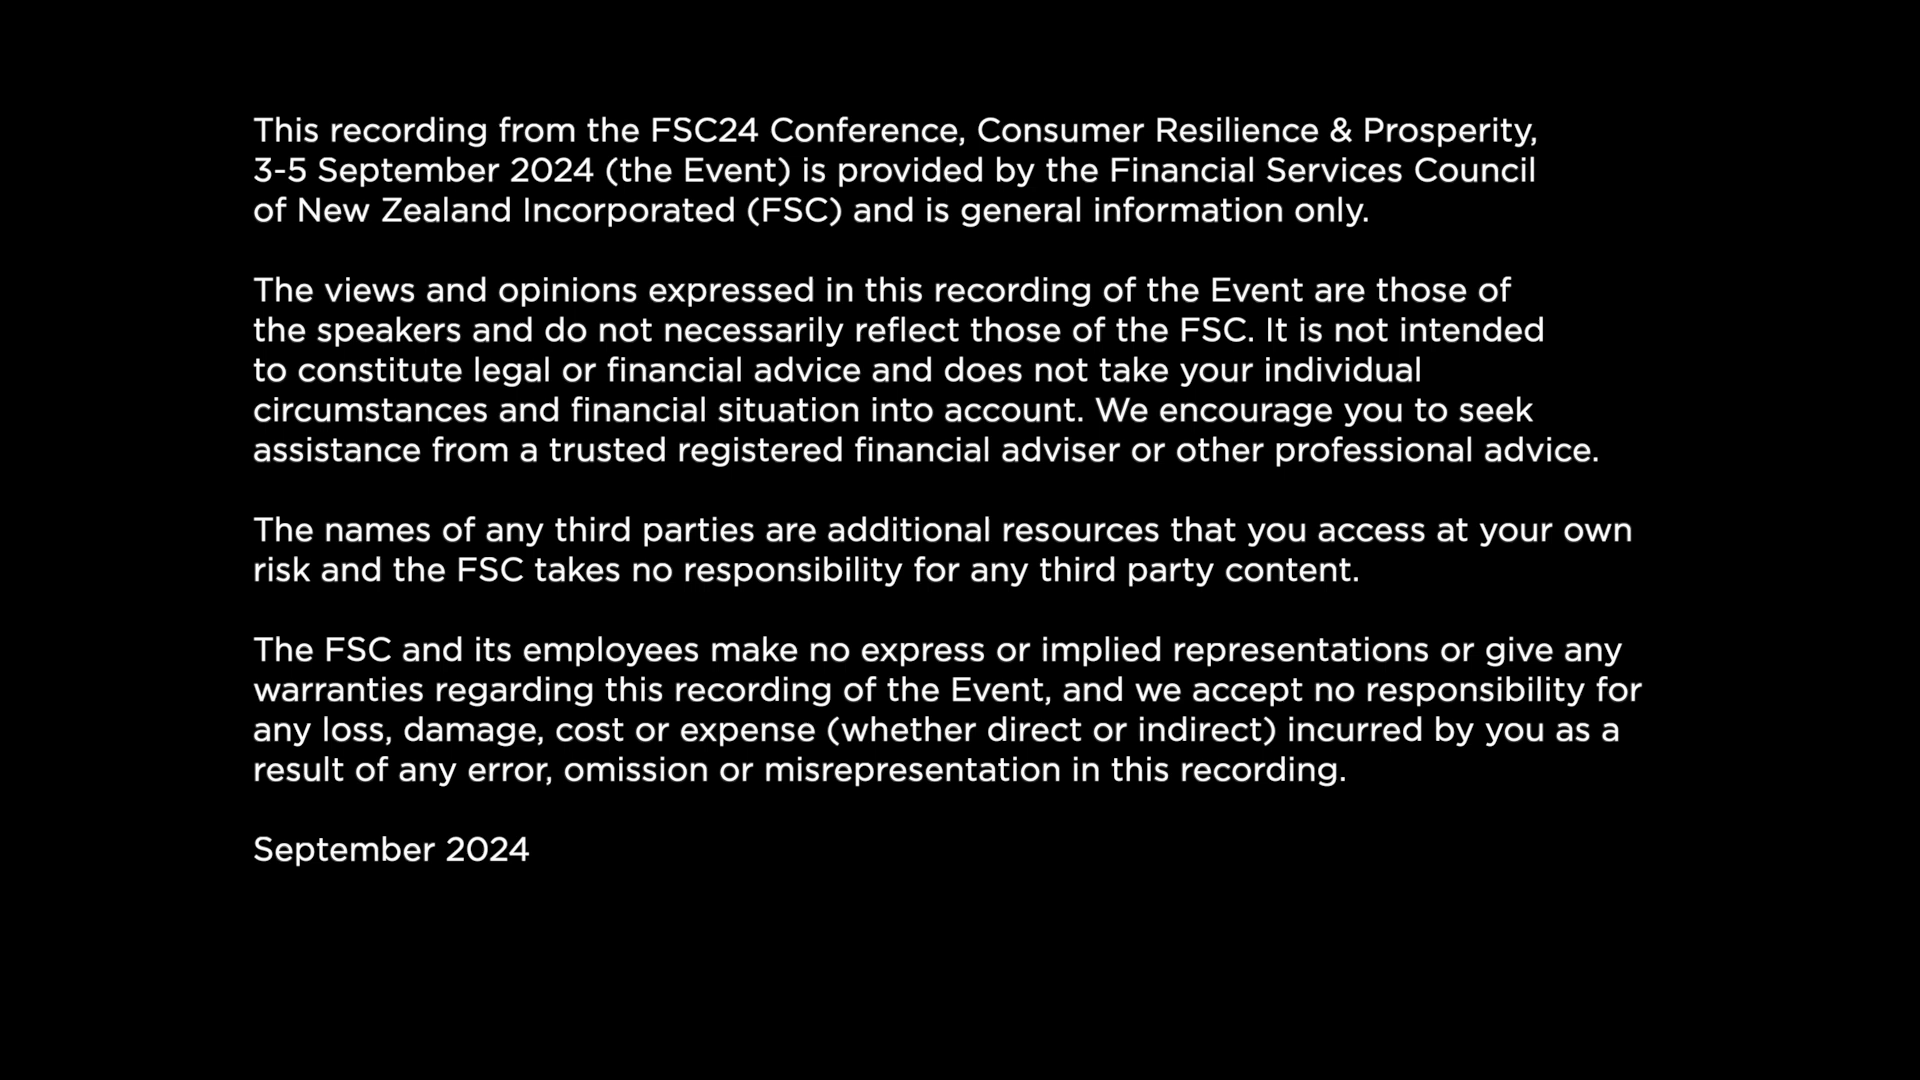 This recording from the FSC24 Conference, Consumer Resilience & Prosperity,
3-5 September 2024 (the Event) is provided by the Financial Services Council
of New Zealand Incorporated (FSC) and is general information only.
The views and opinions expressed in this recording of the Event are those of
the speakers and do not necessarily reflect those of the FSC. It is not intended
to constitute legal or financial advice and does not take your individual
circumstances and financial situation into account. We encourage you to seek
assistance from a trusted registered financial adviser or other professional advice.
The names of any third parties are additional resources that you access at your own
risk and the FSC takes no responsibility for any third party content.
The FSC and its employees make no express or implied representations or give any
warranties regarding this recording of the Event, and we accept no responsibility for
any loss, damage, cost or expense (whether direct or indirect) incurred by you as a
result of any error, omission or misrepresentation in this recording.
September 2024